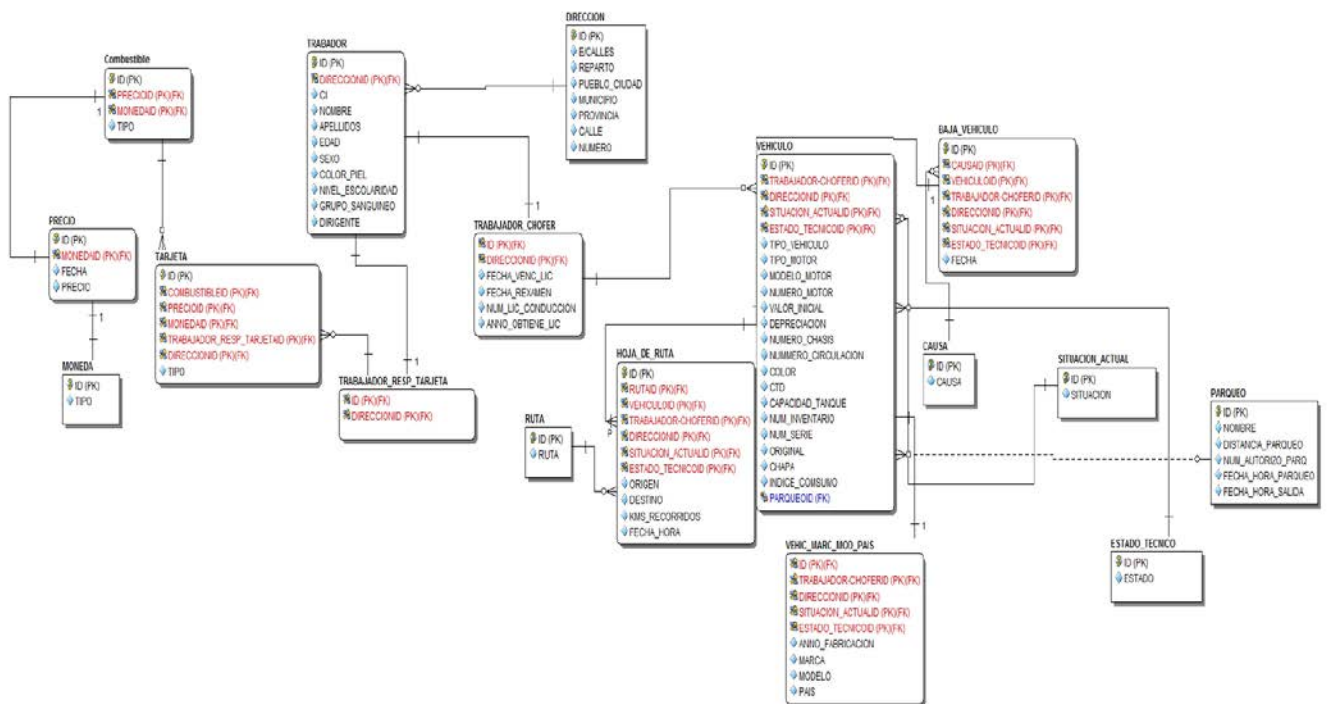 Combustible
ID (PK)
PRECIOID (PK)(FK)
MONEDAID (PK)(FK)
TIPO
1
PRECIO
ID (PK)
MONEDAID (PK)(FK)
FECHA
PRECIO
1
MONEDA
ID (PK)
TIPO
TARJETA
ID (PK)
COMBUSTIBLEID (PK)(FK)
PRECIOID (PK)(FK)
MONEDAID (PK)(FK)
TRABAJADOR_RESP_TARJETAID (PK)(FK)
DIRECCIONID (PK)(FK)
TIPO
TRABADOR
ID (PK)
DIRECCIONID (PK)(FK)
CI
NOMBRE
APELLIDOS
EDAD
SEXO
COLOR_PIEL
NIVEL_ESCOLARIDAD
GRUPO_SANGUINEO
DIRIGENTE
1
TRABAJADOR_RESP_TARJETA
ID (PK)(FK)
DIRECCIONID (PK)(FK)
1
TRABAJADOR_CHOFER
ID (PK)(FK)
DIRECCIONID (PK)(FK)
FECHA_VENC_LIC
FECHA_REXAMEN
NUM_LIC_CONDUCCIÓN
ANNO_OBTIENE_LIC
DIRECCION
ID (PK)
E/CALLES
REPARTO
PUEBLO_CIUDAD
MUNICIPIO
PROVINCIA
CALLE
NUMERO
RUTA
ID (PK)
RUTA
HOJA_DE_RUTA
ID (PK)
RUTAID (PK)(FK)
VEHICULOID (PK)(FK)
TRABAJADOR-CHOFERID (PK)(FK)
DIRECCIONID (PK)(FK)
SITUACION_ACTUALID (PK)(FK)
ESTADO_TECNICOID (PK)(FK)
ORIGEN
DESTINO
KMS_RECORRIDOS
FECHA_HORA
P
VEHICULO
ID (PK)
TRABAJADOR-CHOFERID (PK)(FK)
DIRECCIONID (PK)(FK)
SITUACION_ACTUALID (PK)(FK)
ESTADO_TECNICOID (PK)(FK)
TIPO_VEHICULO
TIPO_MOTOR
MODELO_MOTOR
NUMERO_MOTOR
VALOR_INICIAL
DEPRECIACION
NUMERO_CHASIS
NUMMERO_CIRCULACION
COLOR
CTD
CAPACIDAD_TANQUE
NUM_INVENTARIO
NUM_SERIE
ORIGINAL
CHAPA
INDICE_COMSUMO
PARQUEOID (FK)
1
VEHIC_MARC_MOD_PAIS
ID (PK)(FK)
TRABAJADOR-CHOFERID (PK)(FK)
DIRECCIONID (PK)(FK)
SITUACION_ACTUALID (PK)(FK)
ESTADO_TECNICOID (PK)(FK)
ANNO_FABRICACION
MARCA
MODELO
PAIS
BAJA_VEHICULO
ID (PK)
CAUSAID (PK)(FK)
VEHICULOID (PK)(FK)
TRABAJADOR-CHOFERID (PK)(FK)
DIRECCIONID (PK)(FK)
SITUACION_ACTUALID (PK)(FK)
ESTADO_TECNICOID (PK)(FK)
FECHA
1
CAUSA
ID (PK)
CAUSA
SITUACION_ACTUAL
ID (PK)
SITUACION
ESTADO_TECNICO
ID (PK)
ESTADO
PARQUEO
ID (PK)
NOMBRE
DISTANCIA_PARQUEO
NUM_AUTORIZO_PARQ
FECHA_HORA_PARQUEO
FECHA_HORA_SALIDA